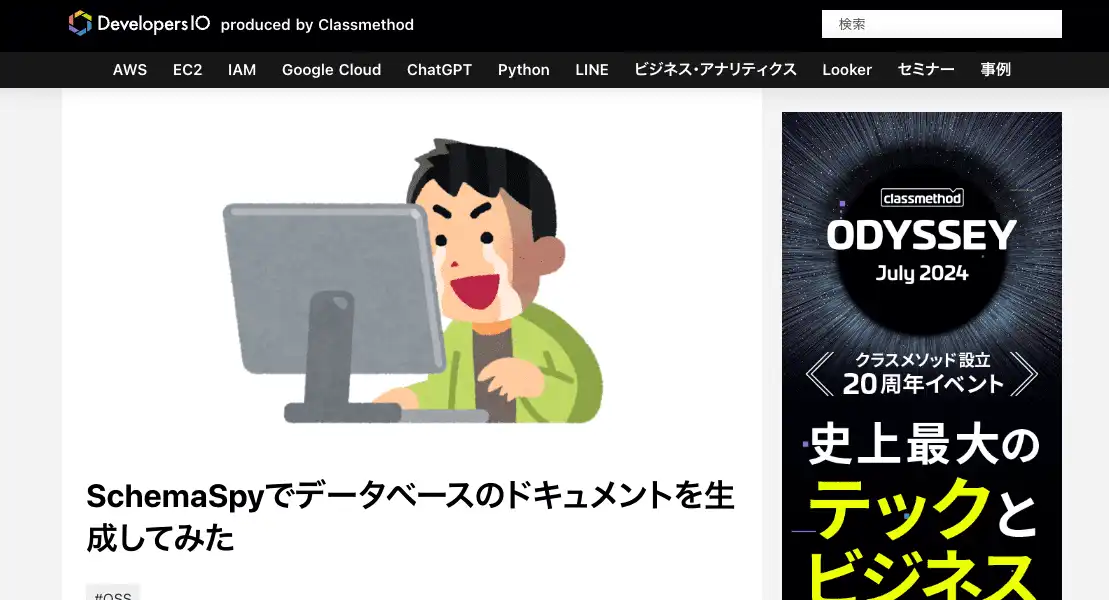 DevelopersIO produced by Classmethod
検索
AWS EC2 IAM Google Cloud ChatGPT Python LINE ビジネス・アナリティクス Looker セミナー 事例
SchemaSpyでデータベースのドキュメントを生
成してみた
#OSS
classmethod
ODYSSEY
July 2024
クラスメソッド設立
20周年イベント
史上最大の
テックと
ビジネス